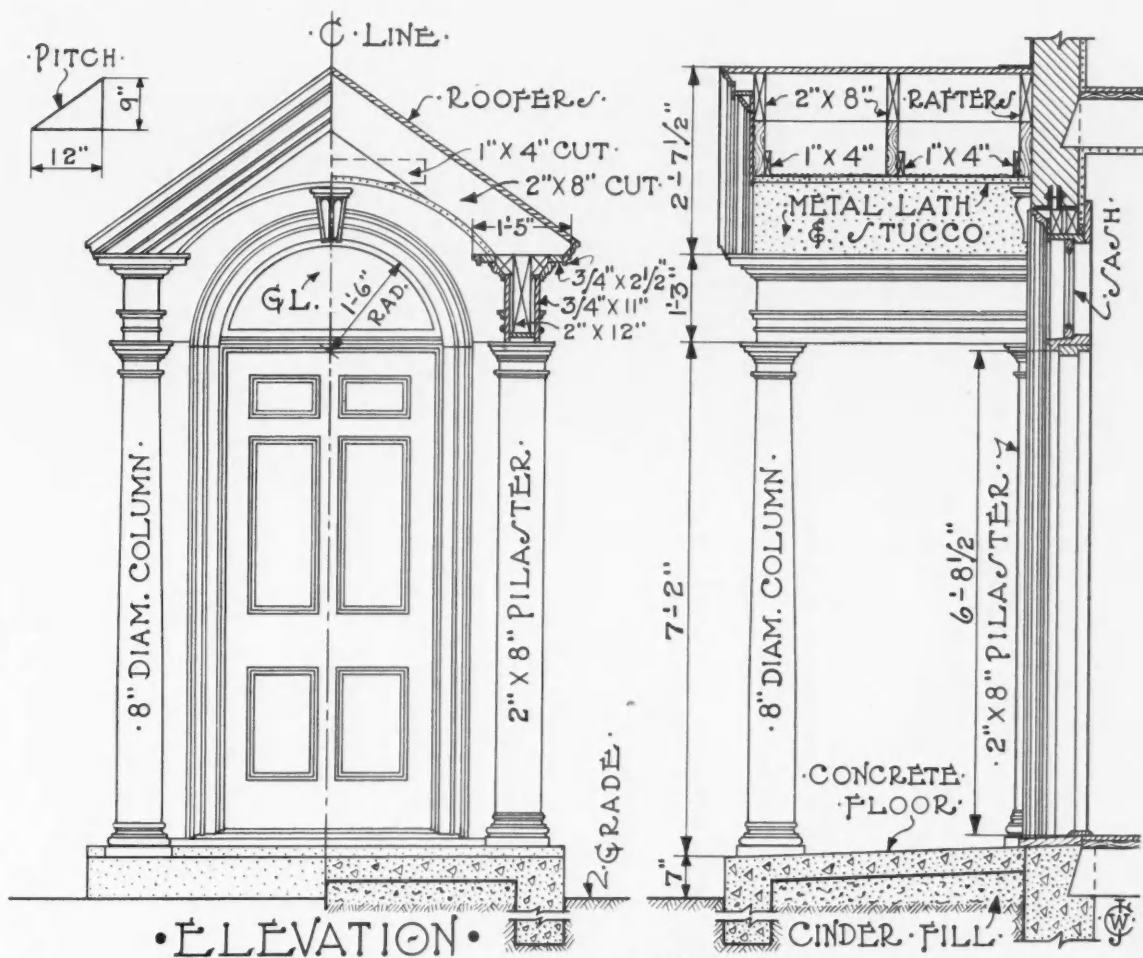 ·PITCH·
9"
12"
·℄·LINE·
·ROOFERS·
1" X 4" CUT·
2" X 8" CUT·
1'-5"
GL.
1'-6"
RAD.
3/4" X 2 1/2"
3/4" X 11"
2" X 12"
·8" DIAM. COLUMN·
2" X 8" PILASTER·
·GRADE·
·ELEVATION·
2'-7 1/2"
2" X 8"
·RAFTERS
1" X 4"
1" X 4"
METAL·LATH
& STUCCO
·SASH·
1'-3"
7'-2"
·8" DIAM. COLUMN·
6'-8 1/2"
·2" X 8" PILASTER·
·CONCRETE·
·FLOOR·
7"
·CINDER·FILL·